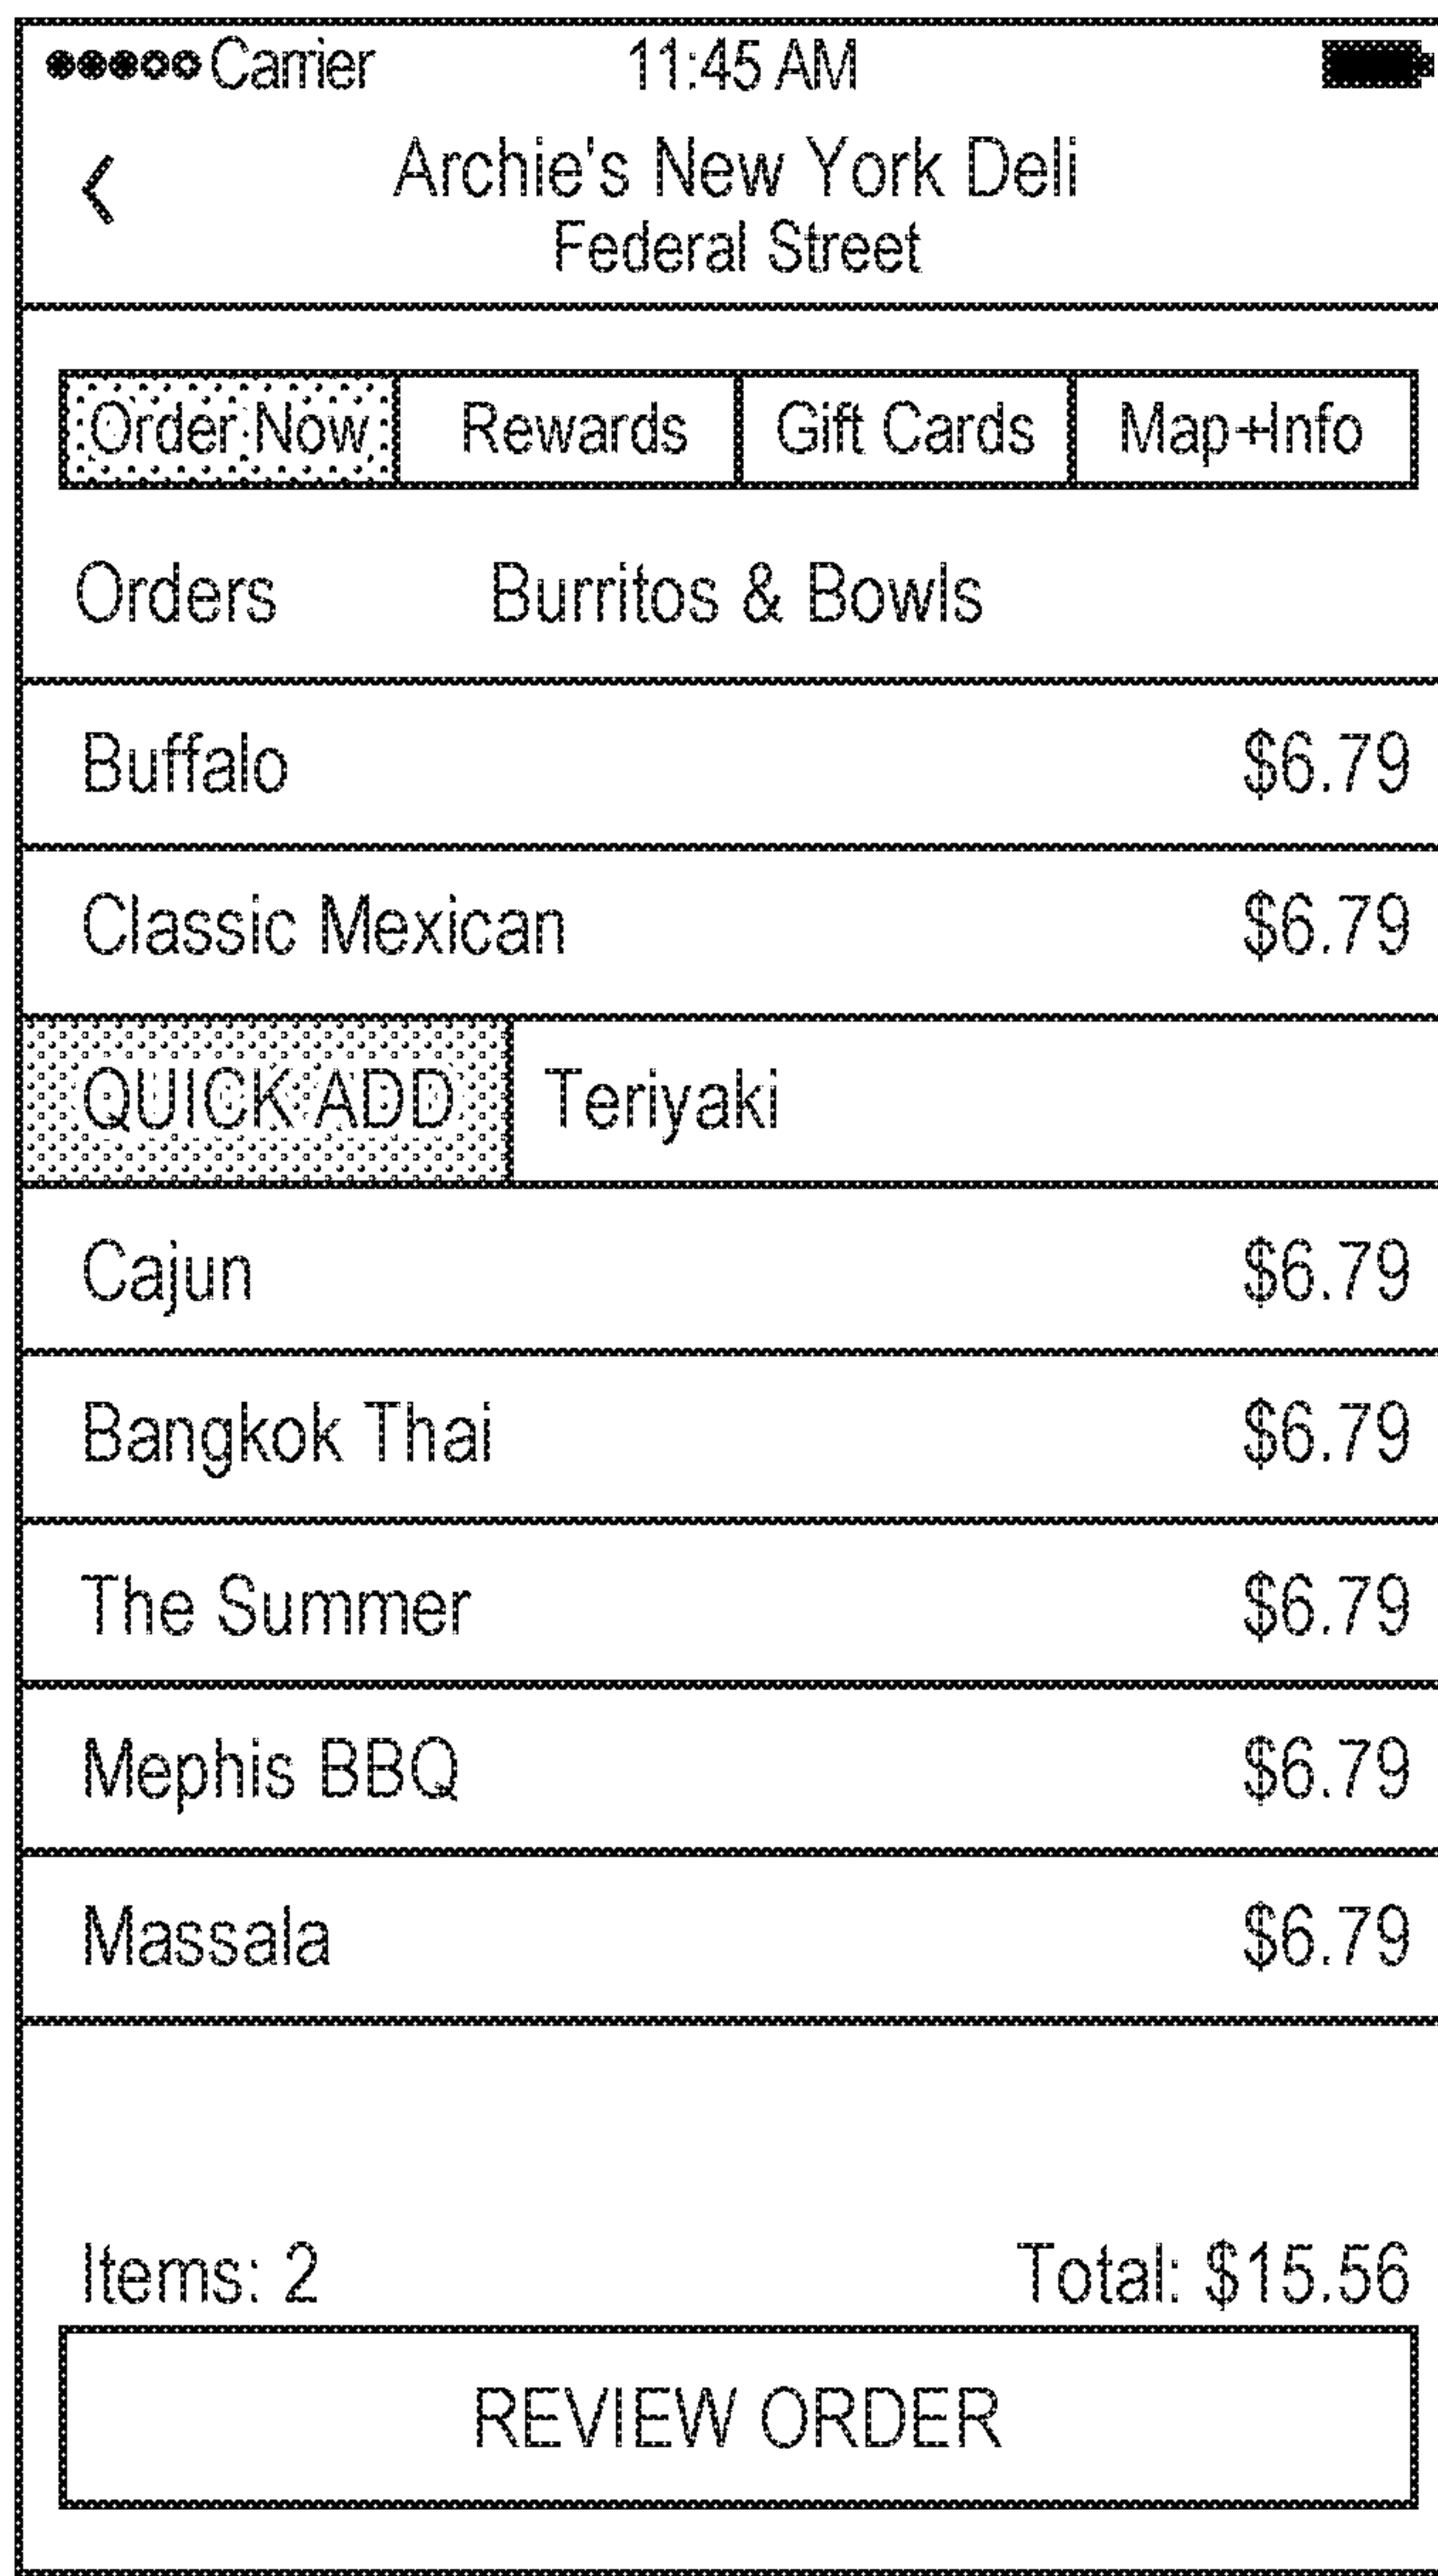 Carrier 11:45 AM
Archie's New York Deli
Federal Street
Order Now Rewards Gift Cards Map+Info
Orders Burritos & Bowls
Buffalo $6.79
Classic Mexican $6.79
QUICK ADD Teriyaki
Cajun $6.79
Bangkok Thai $6.79
The Summer $6.79
Mephis BBQ $6.79
Massala $6.79
Items: 2 Total: $15.56
REVIEW ORDER